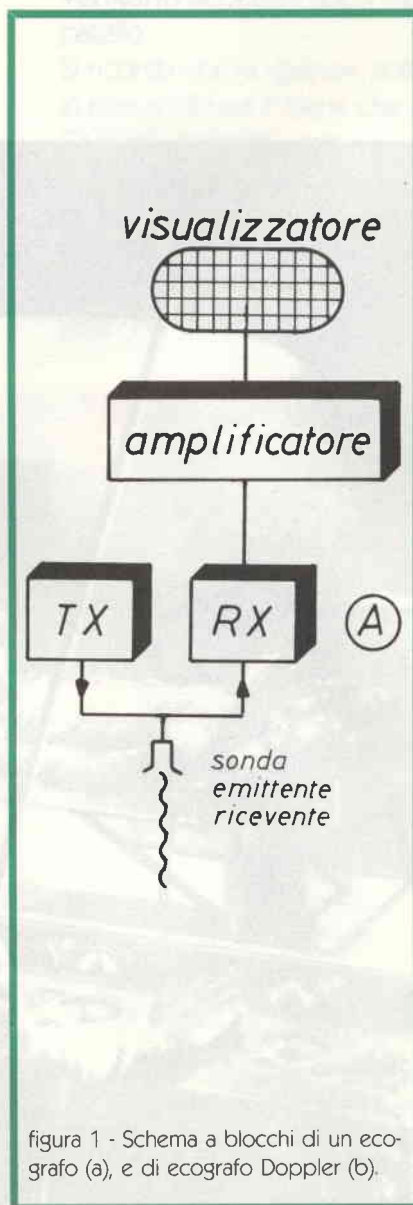 visualizzatore
amplificatore
TX
RX
A
sonda
emittente
ricevente
figura 1 - Schema a blocchi di un eco-
grafo (a), e di ecografo Doppler (b).